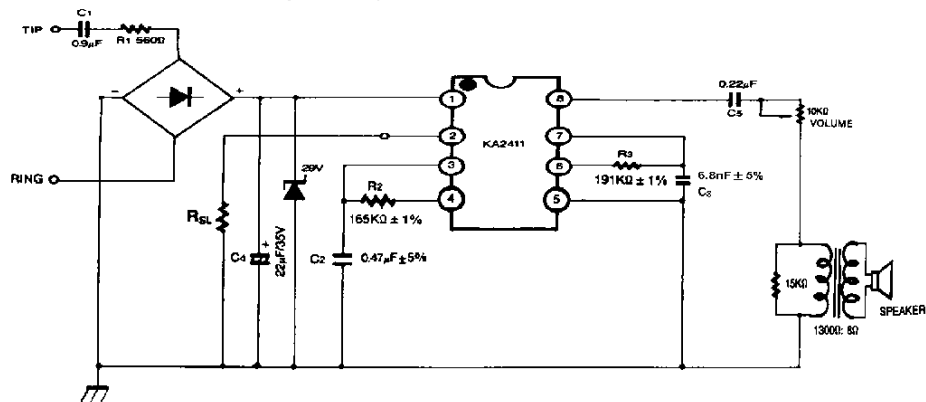 C1
TIP
0.9µF
R1 560Ω
-
+
1
2
3
4
8
7
6
5
KA2411
0.22µF
C5
10KΩ
VOLUME
RING
RSL
29V
R2
165KΩ ± 1%
R3
191KΩ ± 1%
6.8nF ± 5%
C3
C4
+
22µF/35V
C2
0.47µF ± 5%
15KΩ
1300Ω: 8Ω
SPEAKER